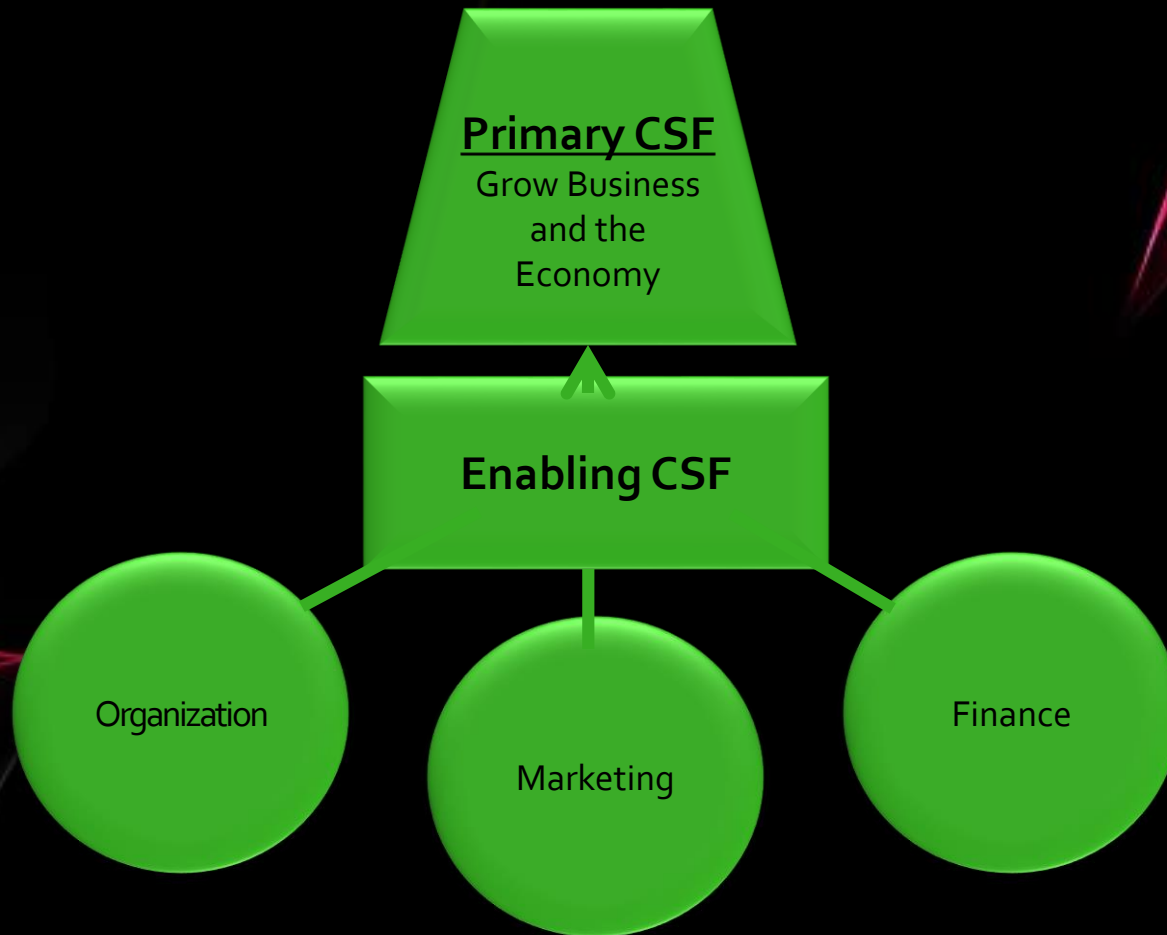 Primary CSF
Grow Business
and the
Economy
Enabling CSF
Organization
Marketing
Finance